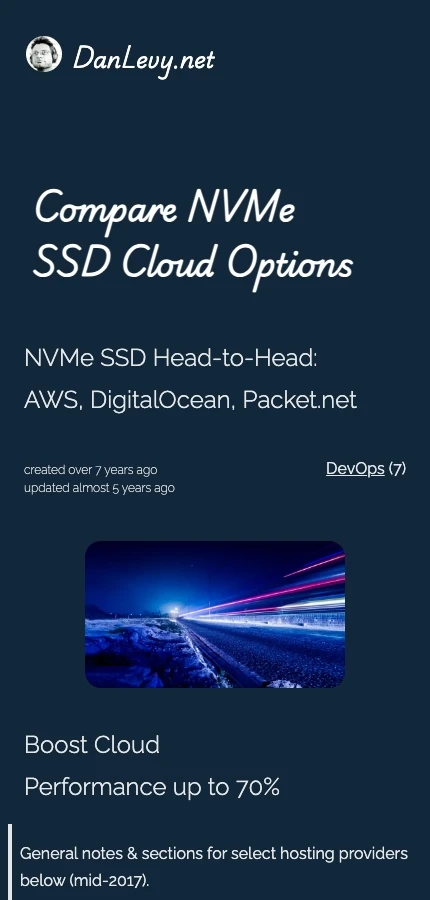 DanLevy.net
Compare NVMe
SSD Cloud Options
NVMe SSD Head-to-Head:
AWS, DigitalOcean, Packet.net
created over 7 years ago
updated almost 5 years ago
DevOps (7)
Boost Cloud
Performance up to 70%
General notes & sections for select hosting providers
below (mid-2017).